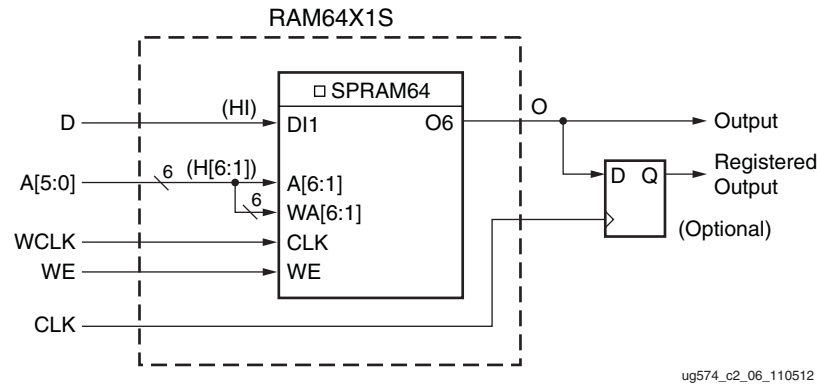 RAM64X1S
SPRAM64
D
(HI)
DI1
O6
O
Output
A[5:0]
6
(H[6:1])
A[6:1]
6
WA[6:1]
D
Q
Registered
Output
WCLK
CLK
(Optional)
WE
WE
CLK
ug574_c2_06_110512